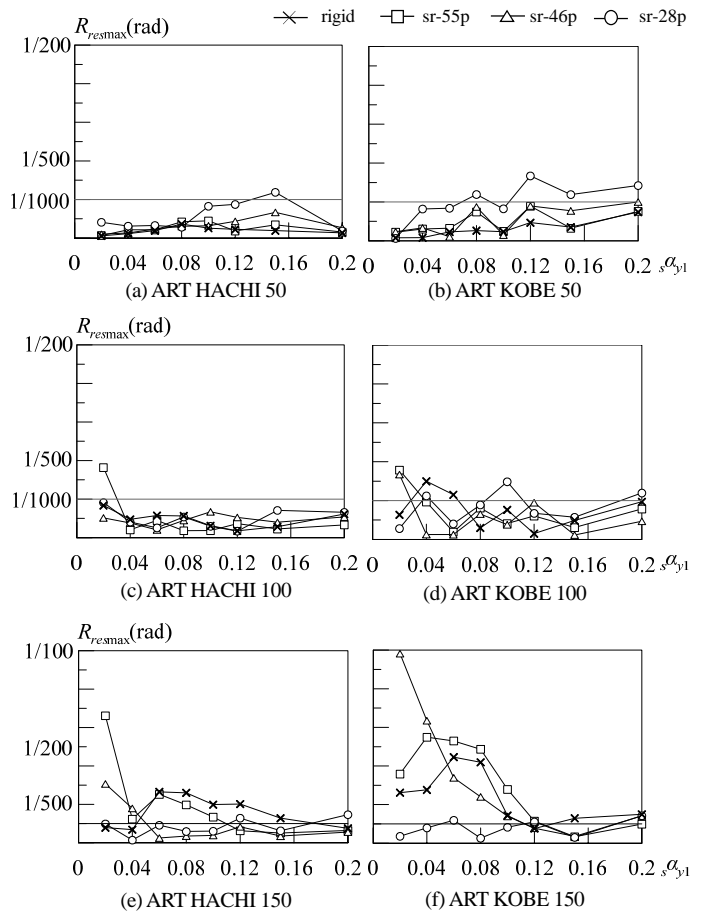 rigid sr-55p sr-46p sr-28p
R_resmax(rad)
1/200
1/500
1/1000
0 0.04 0.08 0.12 0.16 0.2 0 0.04 0.08 0.12 0.16 0.2 sαy1
(a) ART HACHI 50 (b) ART KOBE 50
R_resmax(rad)
1/200
1/500
1/1000
0 0.04 0.08 0.12 0.16 0.2 0 0.04 0.08 0.12 0.16 0.2 sαy1
(c) ART HACHI 100 (d) ART KOBE 100
R_resmax(rad)
1/100
1/200
1/500
0 0.04 0.08 0.12 0.16 0.2 0 0.04 0.08 0.12 0.16 0.2 sαy1
(e) ART HACHI 150 (f) ART KOBE 150